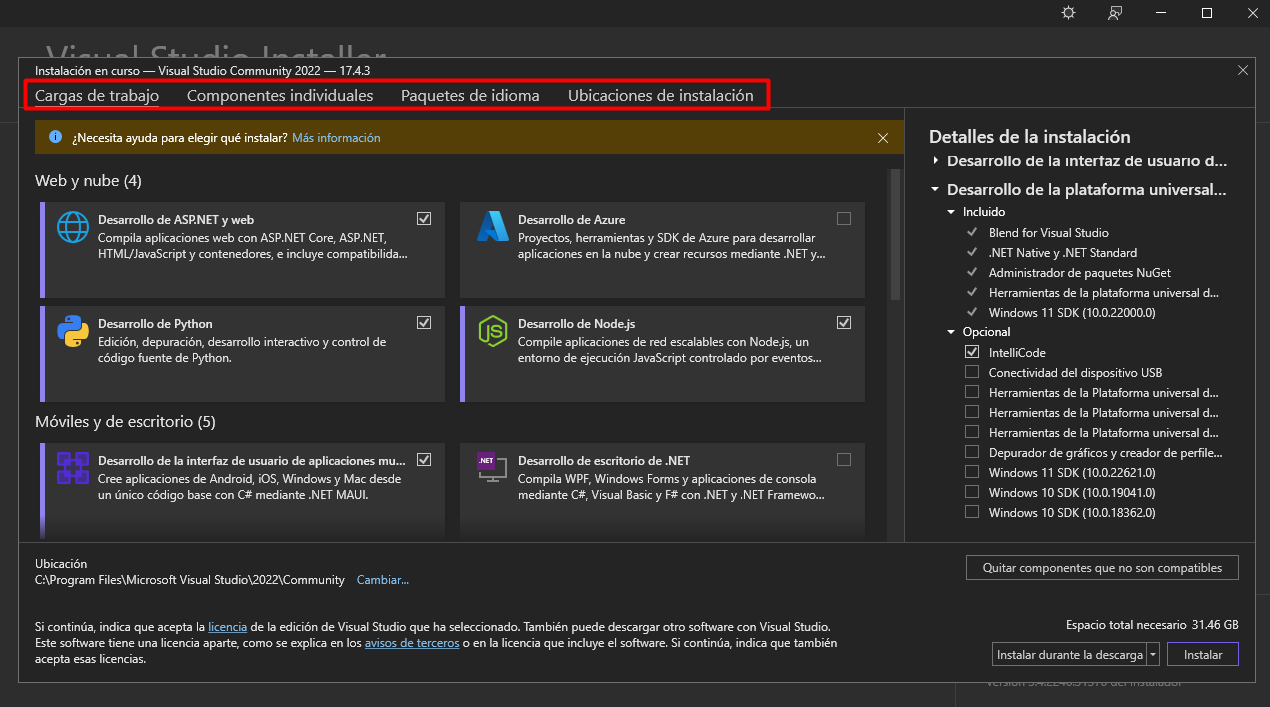 Visual Studio Installer
Instalación en curso — Visual Studio Community 2022 — 17.4.3
Cargas de trabajo Componentes individuales Paquetes de idioma Ubicaciones de instalación
¿Necesita ayuda para elegir qué instalar? Más información
Web y nube (4)
Desarrollo de ASP.NET y web
Compila aplicaciones web con ASP.NET Core, ASP.NET,
HTML/JavaScript y contenedores, e incluye compatibilida...
Desarrollo de Azure
Proyectos, herramientas y SDK de Azure para desarrollar
aplicaciones en la nube y crear recursos mediante .NET y...
Desarrollo de Python
Edición, depuración, desarrollo interactivo y control de
código fuente de Python.
JS
Desarrollo de Node.js
Compile aplicaciones de red escalables con Node.js, un
entorno de ejecución JavaScript controlado por eventos...
Móviles y de escritorio (5)
Desarrollo de la interfaz de usuario de aplicaciones mu...
Cree aplicaciones de Android, iOS, Windows y Mac desde
un único código base con C# mediante .NET MAUI.
.NET
Desarrollo de escritorio de .NET
Compila WPF, Windows Forms y aplicaciones de consola
mediante C#, Visual Basic y F# con .NET y .NET Framewo...
Detalles de la instalación
Desarrollo de la interfaz de usuario d...
Desarrollo de la plataforma universal...
Incluido
Blend for Visual Studio
.NET Native y .NET Standard
Administrador de paquetes NuGet
Herramientas de la plataforma universal d...
Windows 11 SDK (10.0.22000.0)
Opcional
IntelliCode
Conectividad del dispositivo USB
Herramientas de la Plataforma universal d...
Herramientas de la Plataforma universal d...
Herramientas de la Plataforma universal d...
Depurador de gráficos y creador de perfile...
Windows 11 SDK (10.0.22621.0)
Windows 10 SDK (10.0.19041.0)
Windows 10 SDK (10.0.18362.0)
Ubicación
C:\Program Files\Microsoft Visual Studio\2022\Community Cambiar...
Quitar componentes que no son compatibles
Si continúa, indica que acepta la licencia de la edición de Visual Studio que ha seleccionado. También puede descargar otro software con Visual Studio.
Este software tiene una licencia aparte, como se explica en los avisos de terceros o en la licencia que incluye el software. Si continúa, indica que también
acepta esas licencias.
Espacio total necesario 31.46 GB
Instalar durante la descarga Instalar
del instalador